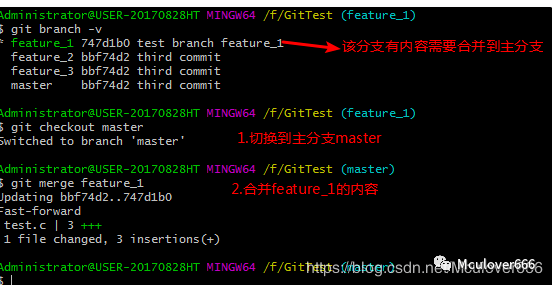 Administrator@USER-20170828HT MINGW64 /f/GitTest (feature_1)
$ git branch -v
* feature_1 747d1b0 test branch feature_1
该分支有内容需要合并到主分支
feature_2 bbf74d2 third commit
feature_3 bbf74d2 third commit
master    bbf74d2 third commit
Administrator@USER-20170828HT MINGW64 /f/GitTest (feature_1)
$ git checkout master
Switched to branch 'master'
1.切换到主分支master
Administrator@USER-20170828HT MINGW64 /f/GitTest (master)
$ git merge feature_1
2.合并feature_1的内容
Updating bbf74d2..747d1b0
Fast-forward
test.c | 3 +++
1 file changed, 3 insertions(+)
Mculover666
Administrator@USER-20170828HT MINGW64 /f/GitTest (master)
https://blog.csdn.net/Mculover666
$